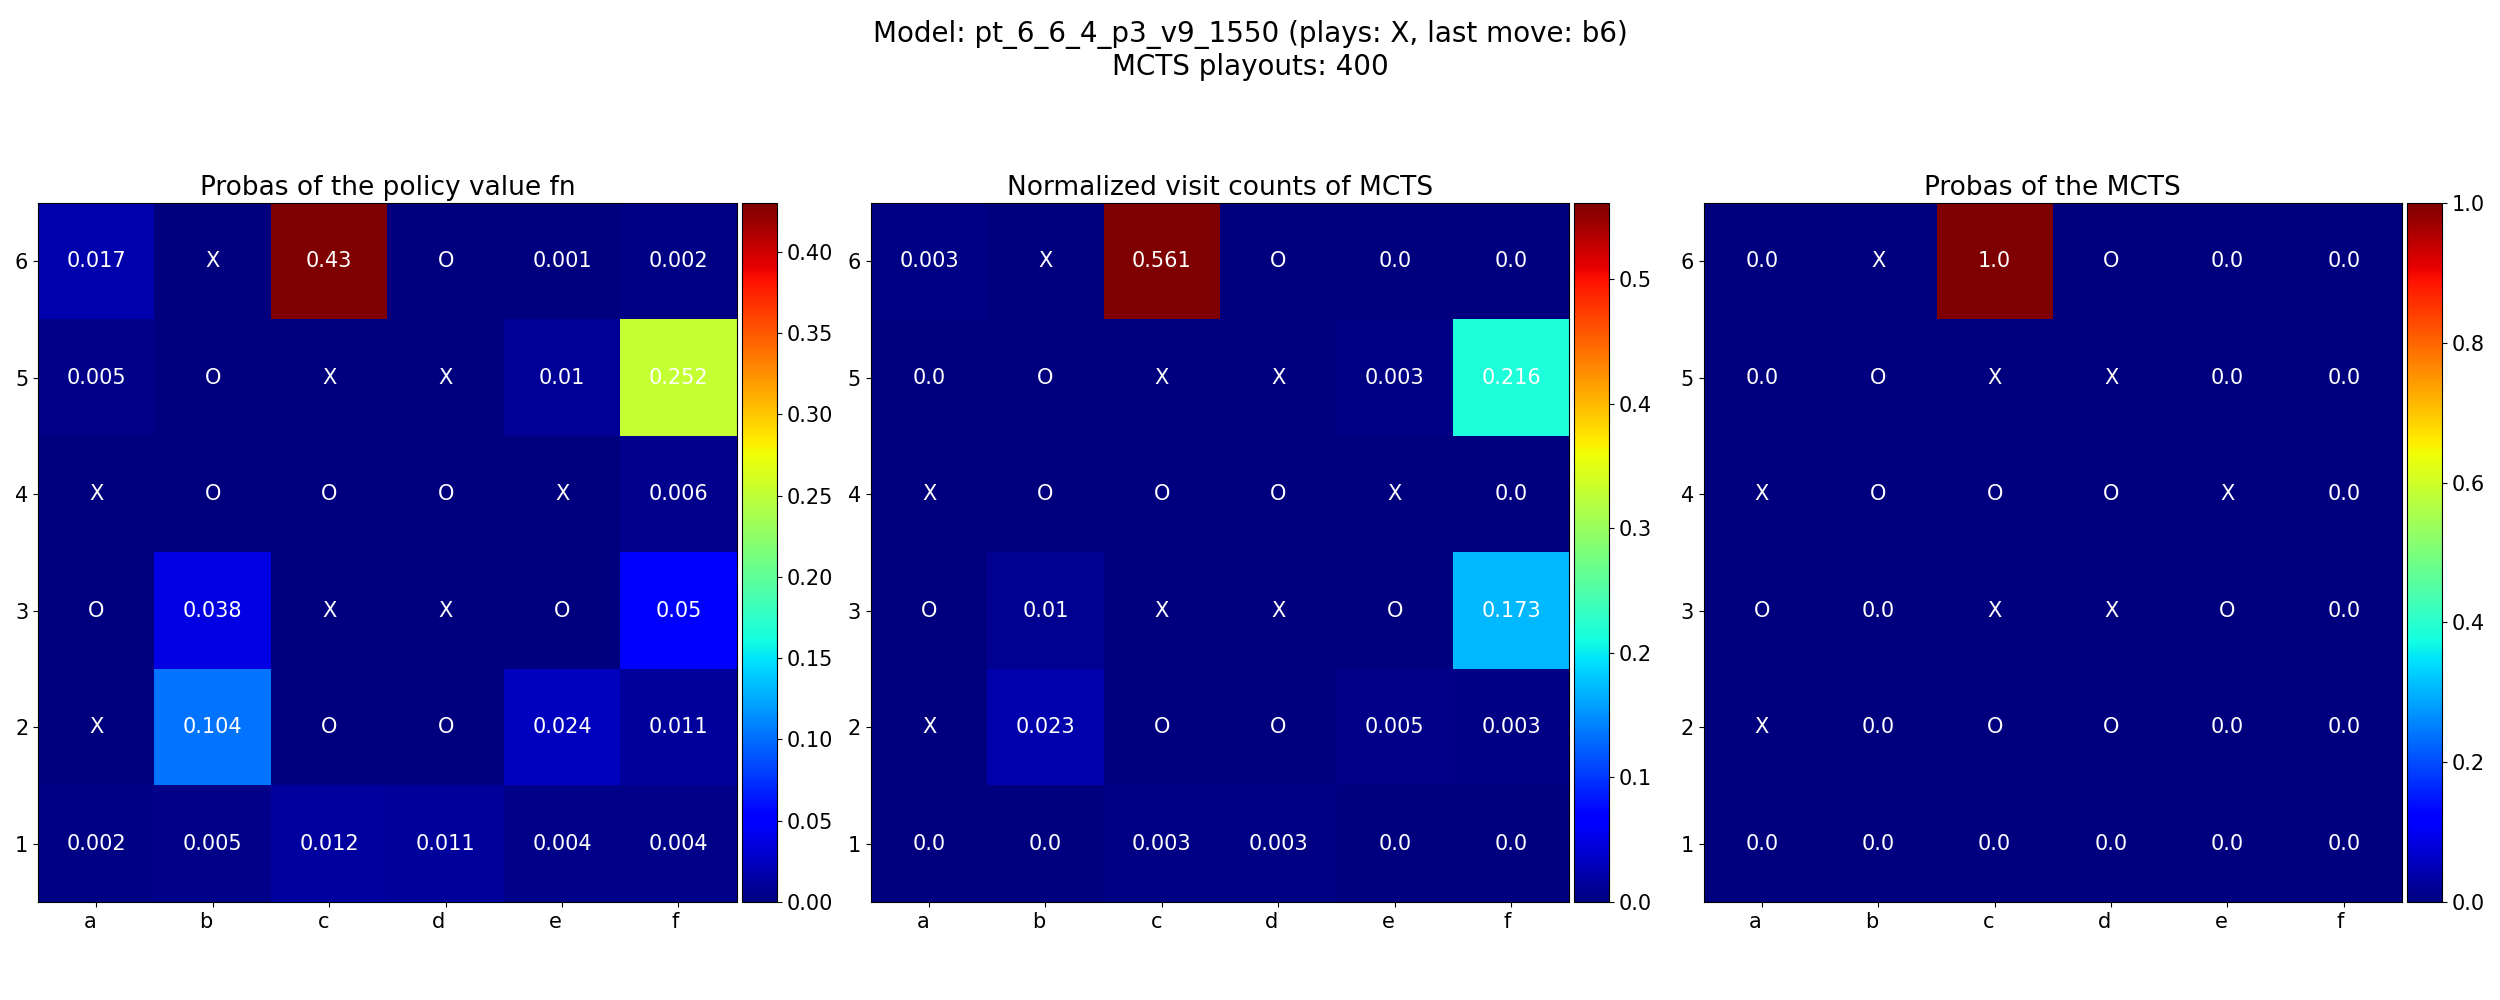 Model: pt_6_6_4_p3_v9_1550 (plays: X, last move: b6)
MCTS playouts: 400
Probas of the policy value fn
6 0.017 X 0.43 O 0.001 0.002
5 0.005 O X X 0.01 0.252
4 X O O O X 0.006
3 O 0.038 X X O 0.05
2 X 0.104 O O 0.024 0.011
1 0.002 0.005 0.012 0.011 0.004 0.004
a b c d e f
0.40
0.35
0.30
0.25
0.20
0.15
0.10
0.05
0.00
Normalized visit counts of MCTS
6 0.003 X 0.561 O 0.0 0.0
5 0.0 O X X 0.003 0.216
4 X O O O X 0.0
3 O 0.01 X X O 0.173
2 X 0.023 O O 0.005 0.003
1 0.0 0.0 0.003 0.003 0.0 0.0
a b c d e f
0.5
0.4
0.3
0.2
0.1
0.0
Probas of the MCTS
6 0.0 X 1.0 O 0.0 0.0
5 0.0 O X X 0.0 0.0
4 X O O O X 0.0
3 O 0.0 X X O 0.0
2 X 0.0 O O 0.0 0.0
1 0.0 0.0 0.0 0.0 0.0 0.0
a b c d e f
1.0
0.8
0.6
0.4
0.2
0.0